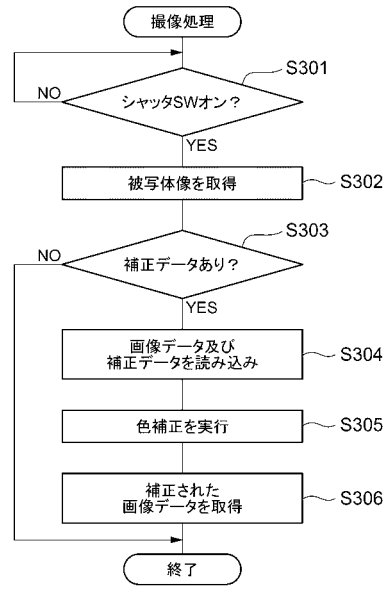 撮像処理
S301
NO
シャッタSWオン？
YES
被写体像を取得
S302
S303
NO
補正データあり？
YES
画像データ及び
補正データを読み込み
S304
色補正を実行
S305
補正された
画像データを取得
S306
終了